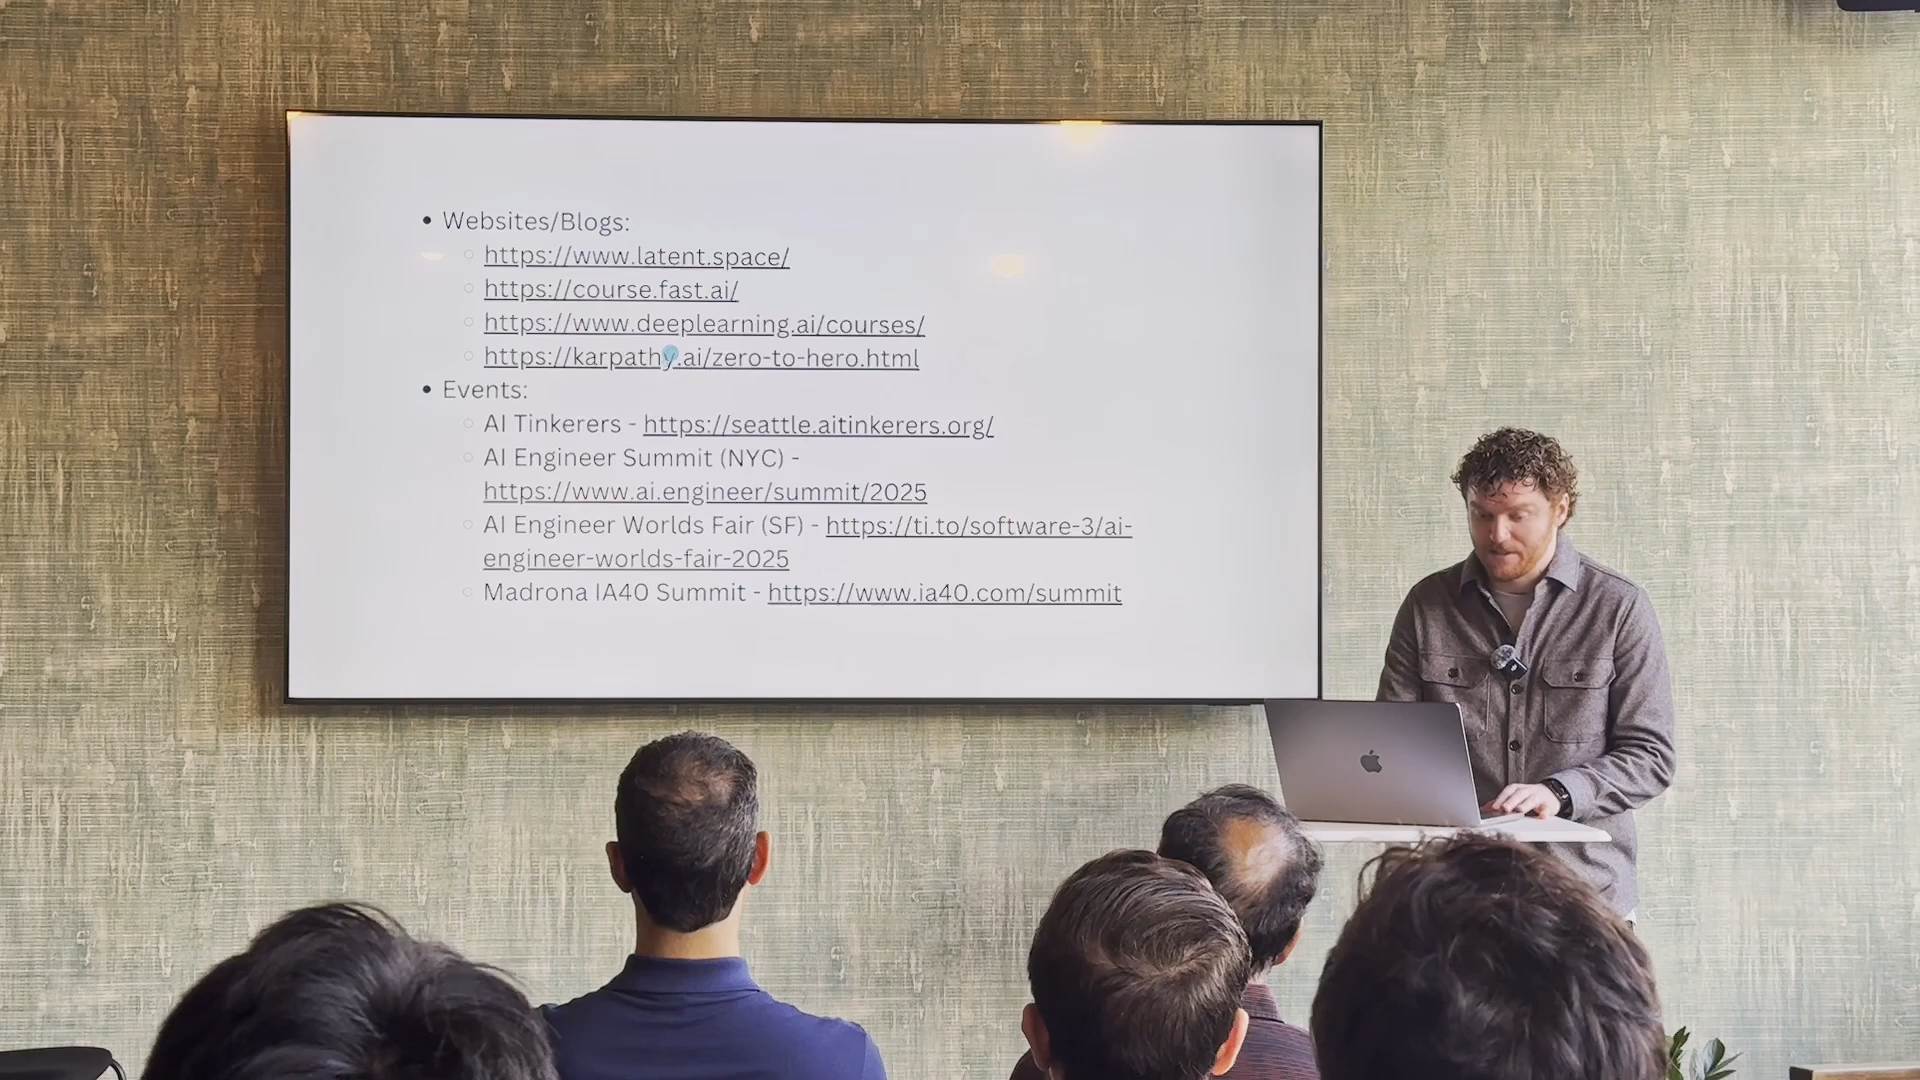 • Websites/Blogs:
○ https://www.latent.space/
○ https://course.fast.ai/
○ https://www.deeplearning.ai/courses/
○ https://karpathy.ai/zero-to-hero.html
• Events:
○ AI Tinkerers - https://seattle.aitinkerers.org/
○ AI Engineer Summit (NYC) -
https://www.ai.engineer/summit/2025
○ AI Engineer Worlds Fair (SF) - https://ti.to/software-3/ai-
engineer-worlds-fair-2025
○ Madrona IA40 Summit - https://www.ia40.com/summit